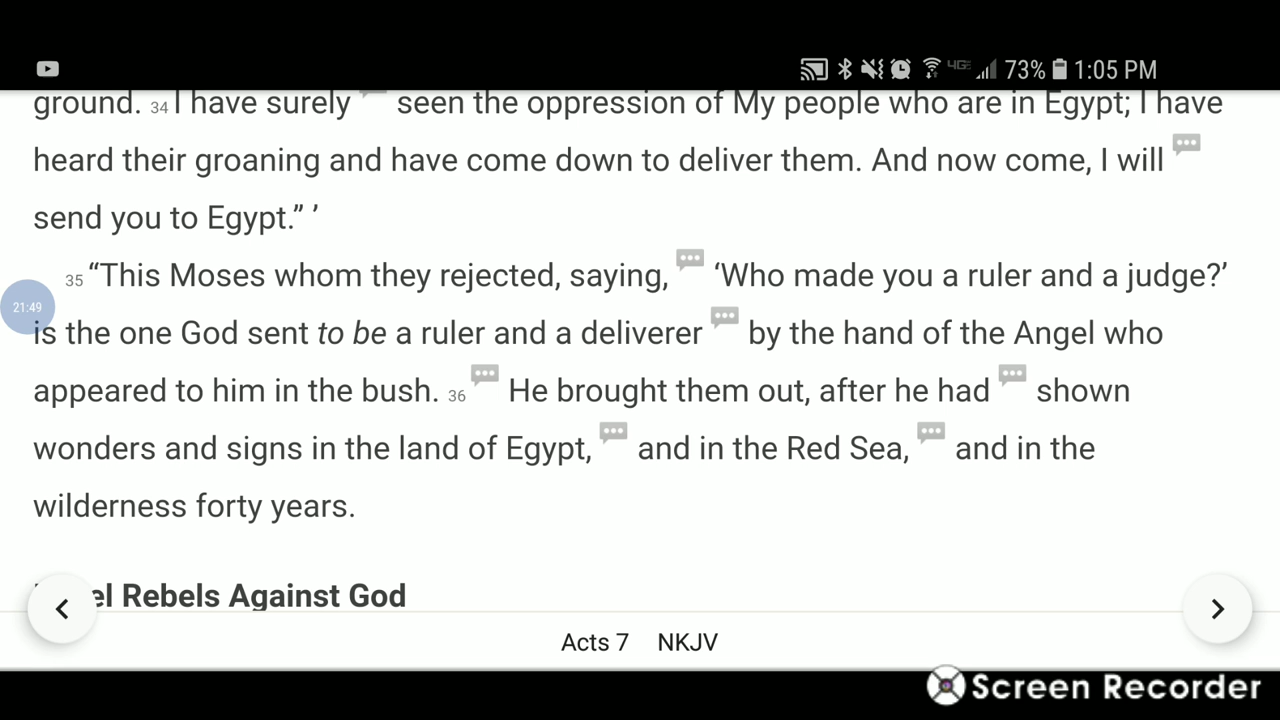 73% 1:05 PM
ground. 34 I have surely seen the oppression of My people who are in Egypt; I have
heard their groaning and have come down to deliver them. And now come, I will
send you to Egypt.” ’
35 “This Moses whom they rejected, saying, ‘Who made you a ruler and a judge?’
21:49
is the one God sent to be a ruler and a deliverer by the hand of the Angel who
appeared to him in the bush. 36 He brought them out, after he had shown
wonders and signs in the land of Egypt, and in the Red Sea, and in the
wilderness forty years.
el Rebels Against God
Acts 7 NKJV
Screen Recorder